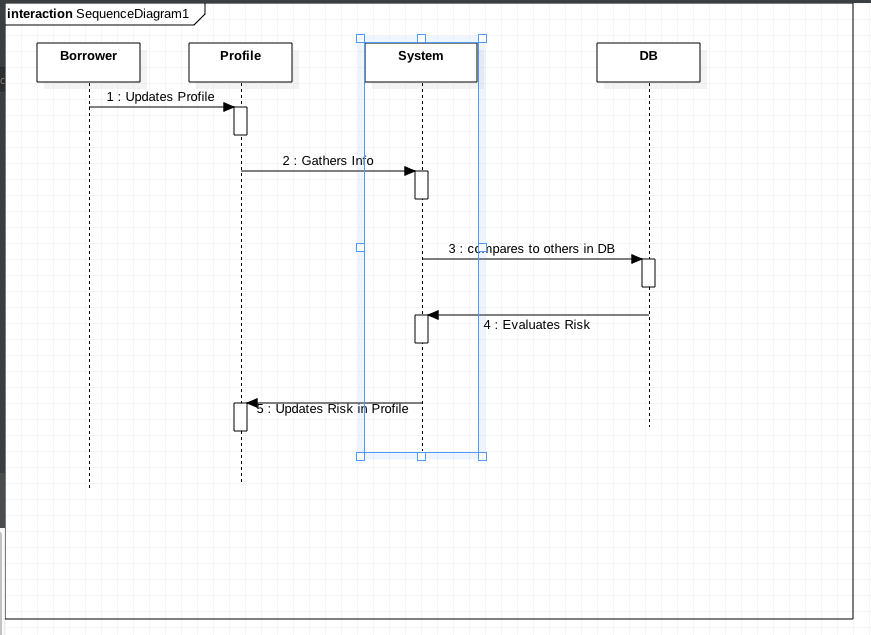 interaction SequenceDiagram1
Borrower
Profile
System
DB
1 : Updates Profile
2 : Gathers Info
3 : compares to others in DB
4 : Evaluates Risk
5 : Updates Risk in Profile